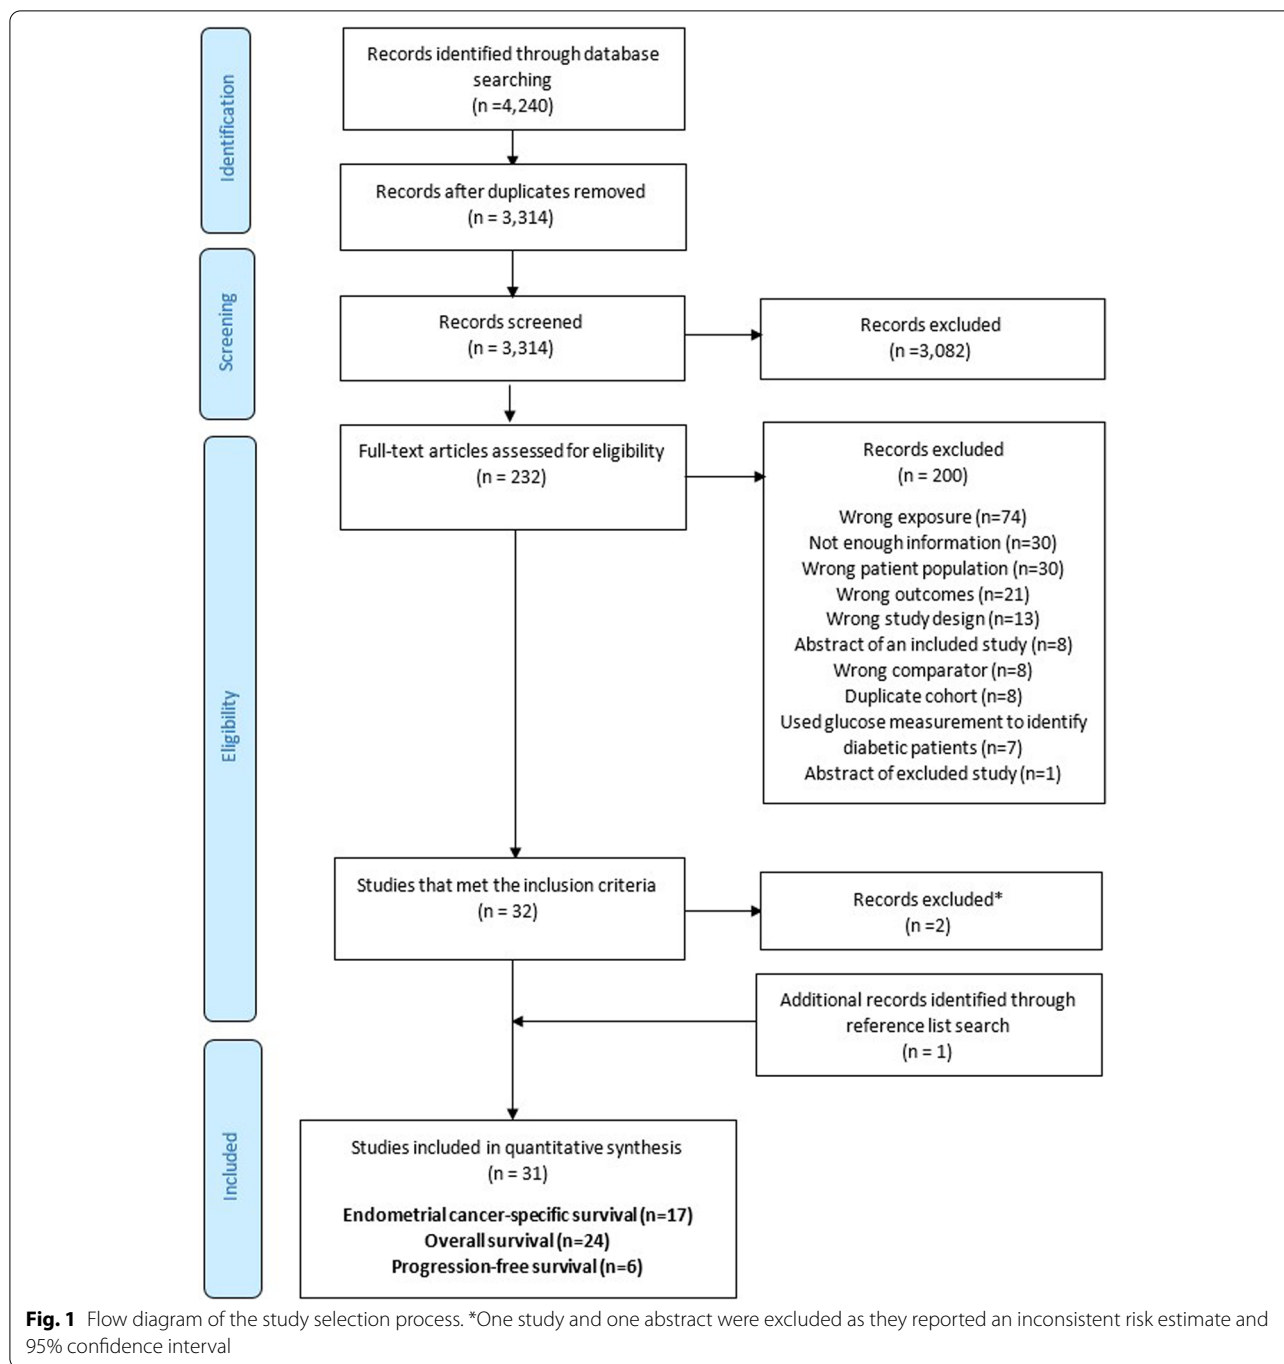 Identification
Records identified through database
searching
(n =4,240)
Records after duplicates removed
(n = 3,314)
Screening
Records screened
(n = 3,314)
Records excluded
(n =3,082)
Eligibility
Full-text articles assessed for eligibility
(n = 232)
Records excluded
(n = 200)
Wrong exposure (n=74)
Not enough information (n=30)
Wrong patient population (n=30)
Wrong outcomes (n=21)
Wrong study design (n=13)
Abstract of an included study (n=8)
Wrong comparator (n=8)
Duplicate cohort (n=8)
Used glucose measurement to identify
diabetic patients (n=7)
Abstract of excluded study (n=1)
Studies that met the inclusion criteria
(n = 32)
Records excluded*
(n =2)
Additional records identified through
reference list search
(n = 1)
Included
Studies included in quantitative synthesis
(n = 31)
Endometrial cancer-specific survival (n=17)
Overall survival (n=24)
Progression-free survival (n=6)
Fig. 1 Flow diagram of the study selection process. *One study and one abstract were excluded as they reported an inconsistent risk estimate and
95% confidence interval